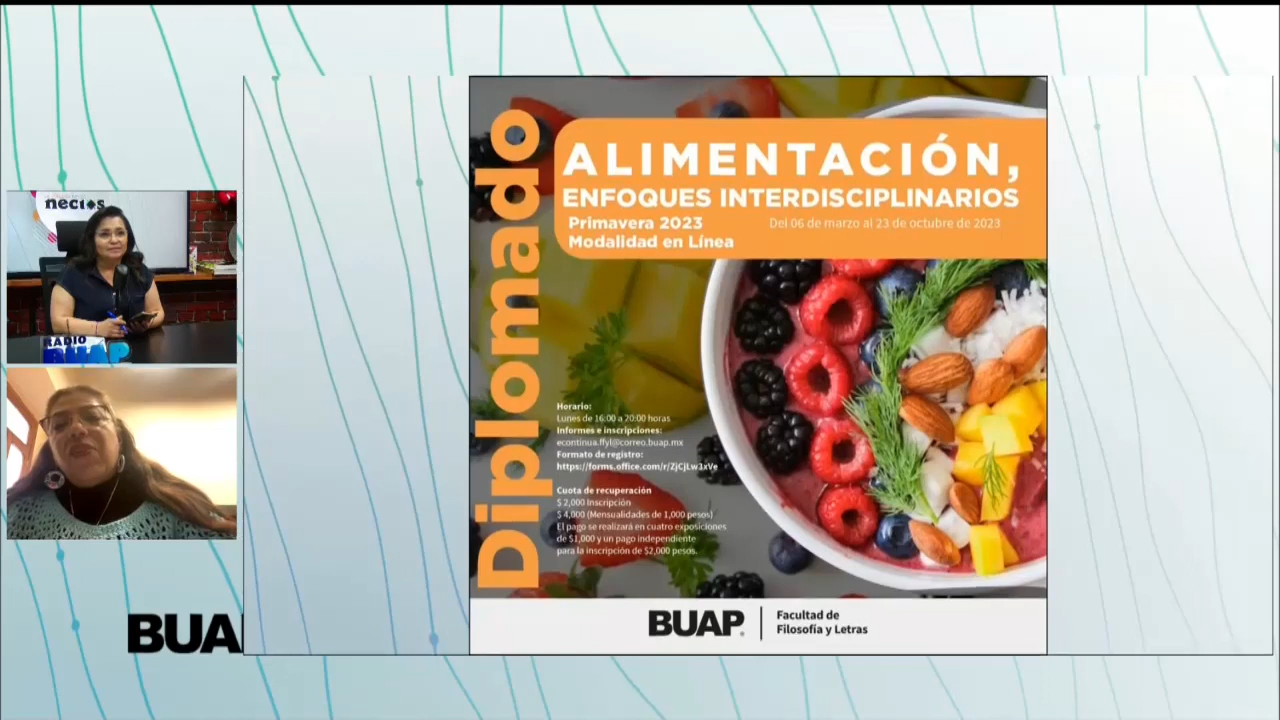 necios
RADIO
BUAP
BUA
Diplomado
ALIMENTACIÓN,
ENFOQUES INTERDISCIPLINARIOS
Primavera 2023
Del 06 de marzo al 23 de octubre de 2023
Modalidad en Línea
Horario:
Lunes de 16:00 a 20:00 horas
Informes e inscripciones:
econtinua.ffyl@correo.buap.mx
Formato de registro:
https://forms.office.com/r/ZjCjLw3xVe
Cuota de recuperación
$ 2,000 Inscripción
$ 4,000 (Mensualidades de 1,000 pesos)
El pago se realizará en cuatro exposiciones
de $1,000 y un pago independiente
para la inscripción de $2,000 pesos.
BUAP
Facultad de
Filosofía y Letras